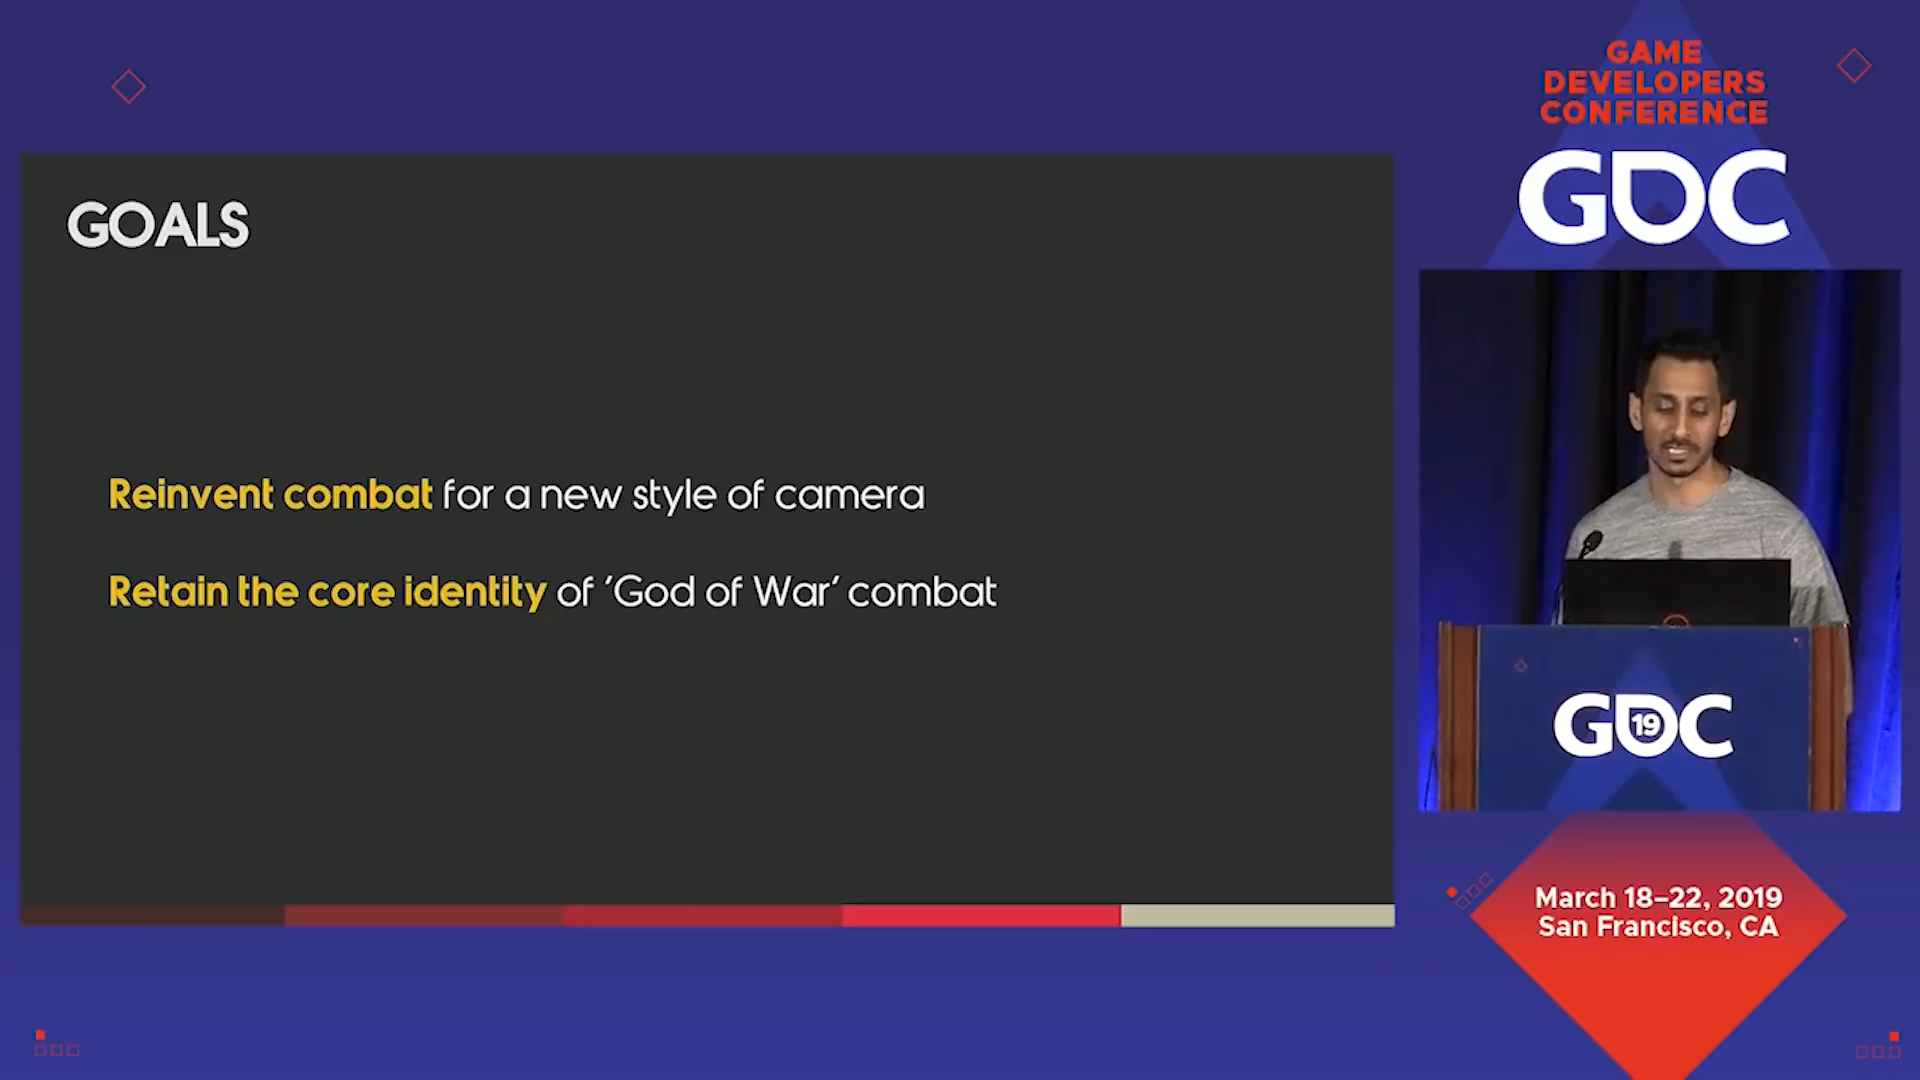 GAME
DEVELOPERS
CONFERENCE
GDC
GOALS
Reinvent combat for a new style of camera
Retain the core identity of ’God of War’ combat
GDC
19
March 18–22, 2019
San Francisco, CA